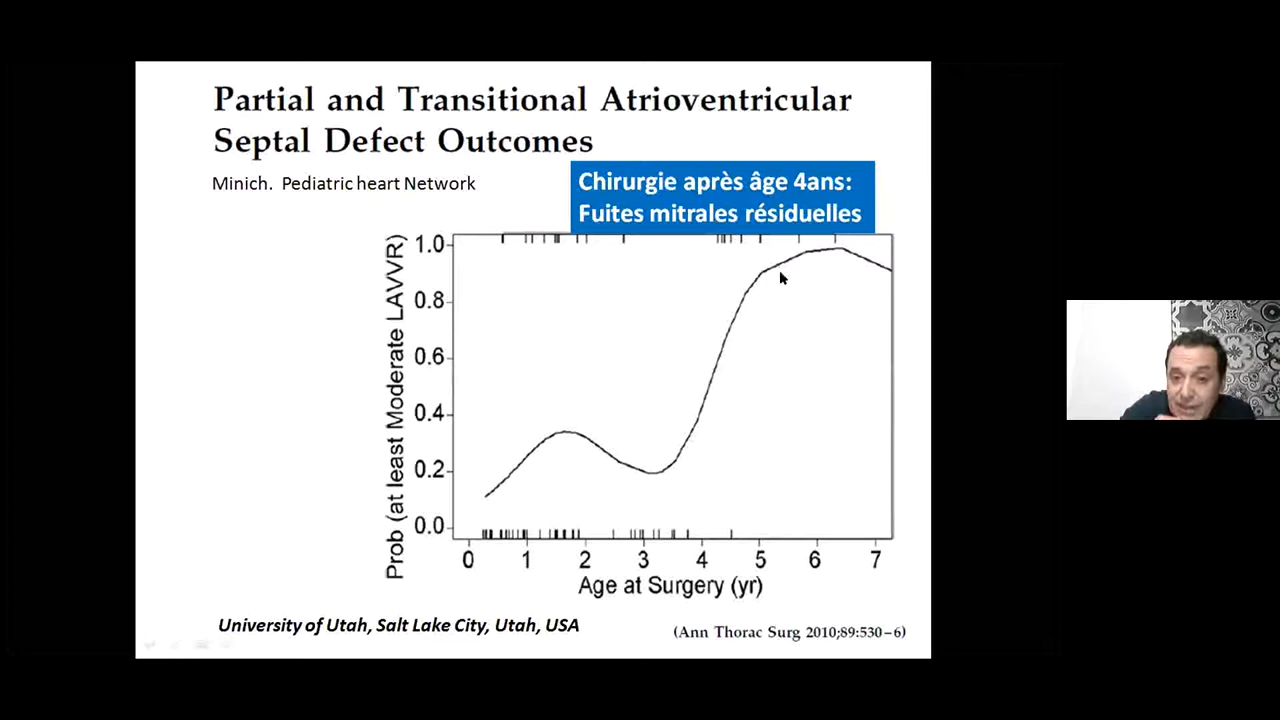 Partial and Transitional Atrioventricular
Septal Defect Outcomes
Minich.  Pediatric heart Network
Chirurgie après âge 4ans:
Fuites mitrales résiduelles
Prob (at least Moderate LAVVR)
1.0
0.8
0.6
0.4
0.2
0.0
0 1 2 3 4 5 6 7
Age at Surgery (yr)
University of Utah, Salt Lake City, Utah, USA
(Ann Thorac Surg 2010;89:530–6)